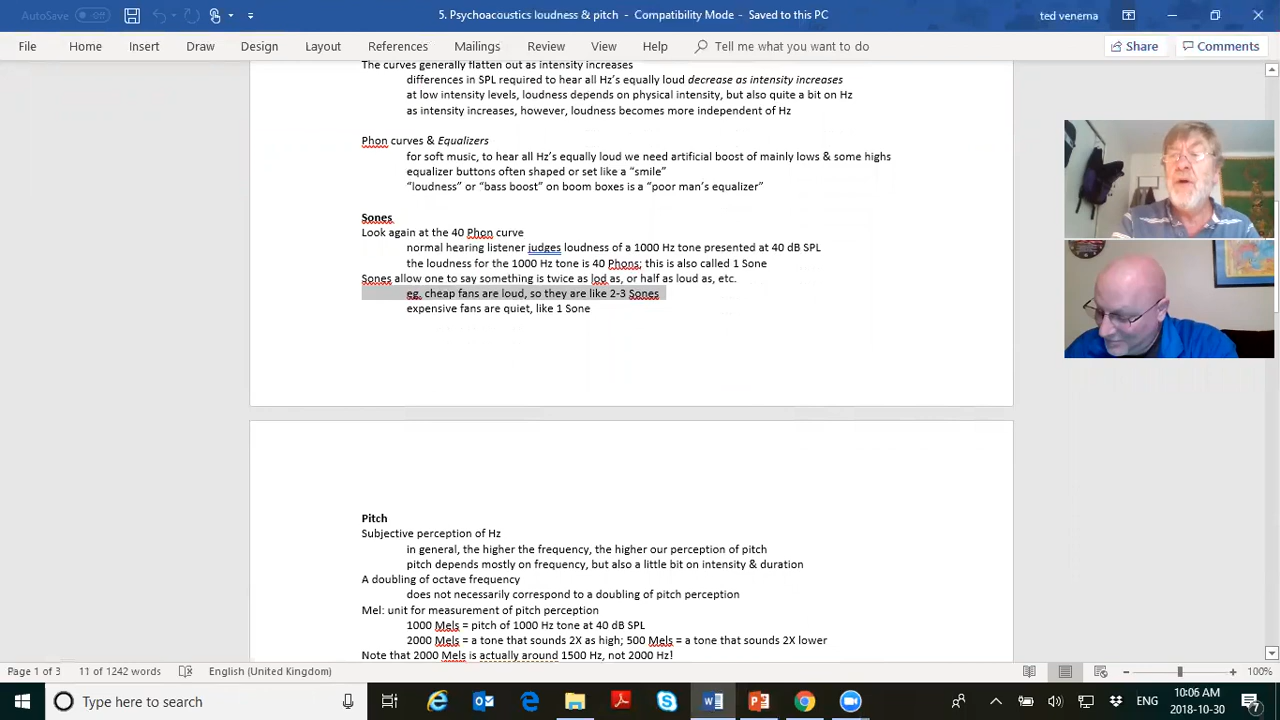 AutoSave Off 5. Psychoacoustics loudness & pitch - Compatibility Mode - Saved to this PC ted venema
File Home Insert Draw Design Layout References Mailings Review View Help Tell me what you want to do Share Comments
The curves generally flatten out as intensity increases
differences in SPL required to hear all Hz's equally loud decrease as intensity increases
at low intensity levels, loudness depends on physical intensity, but also quite a bit on Hz
as intensity increases, however, loudness becomes more independent of Hz
Phon curves & Equalizers
for soft music, to hear all Hz's equally loud we need artificial boost of mainly lows & some highs
equalizer buttons often shaped or set like a "smile"
"loudness" or "bass boost" on boom boxes is a "poor man's equalizer"
Sones
Look again at the 40 Phon curve
normal hearing listener judges loudness of a 1000 Hz tone presented at 40 dB SPL
the loudness for the 1000 Hz tone is 40 Phons; this is also called 1 Sone
Sones allow one to say something is twice as lod as, or half as loud as, etc.
eg. cheap fans are loud, so they are like 2-3 Sones
expensive fans are quiet, like 1 Sone
Pitch
Subjective perception of Hz
in general, the higher the frequency, the higher our perception of pitch
pitch depends mostly on frequency, but also a little bit on intensity & duration
A doubling of octave frequency
does not necessarily correspond to a doubling of pitch perception
Mel: unit for measurement of pitch perception
1000 Mels = pitch of 1000 Hz tone at 40 dB SPL
2000 Mels = a tone that sounds 2X as high; 500 Mels = a tone that sounds 2X lower
Note that 2000 Mels is actually around 1500 Hz, not 2000 Hz!
Page 1 of 3 11 of 1242 words English (United Kingdom) 100%
Type here to search ENG 10:06 AM
2018-10-30